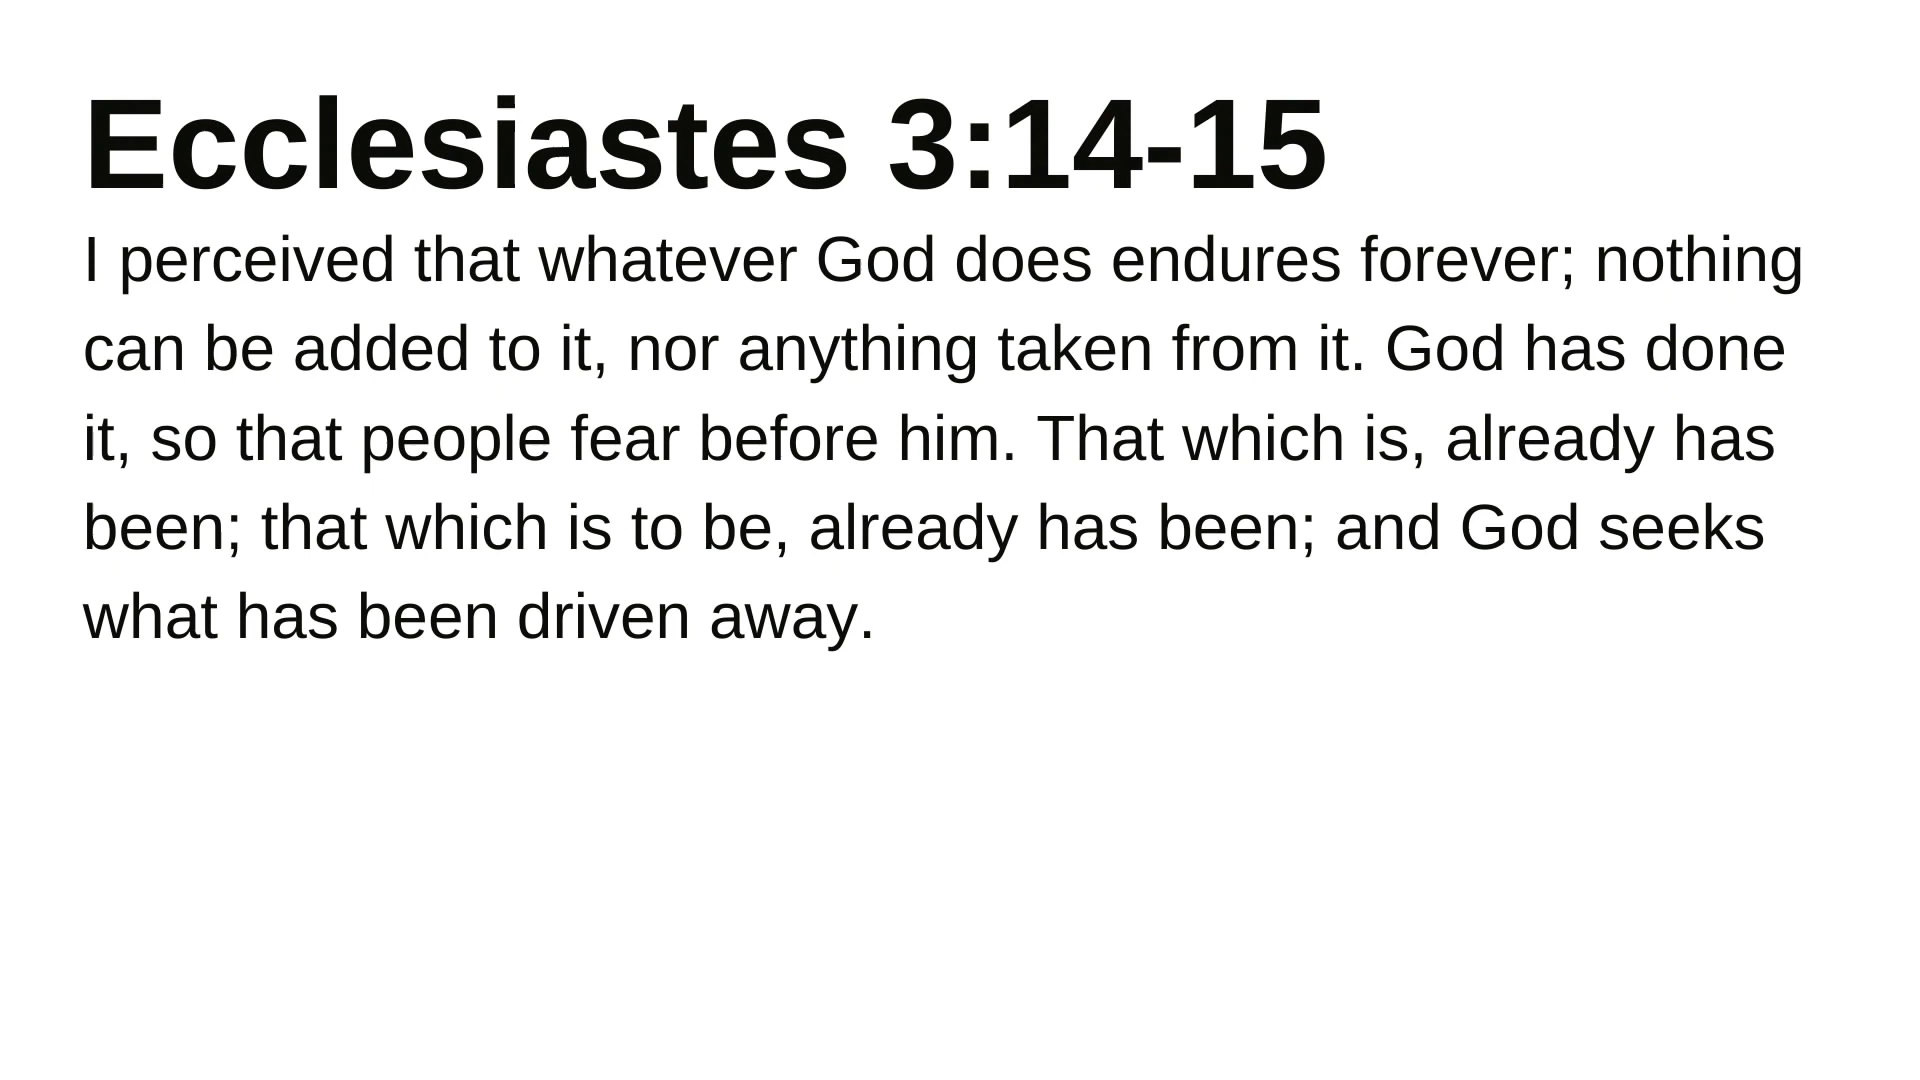 Ecclesiastes 3:14-15
I perceived that whatever God does endures forever; nothing
can be added to it, nor anything taken from it. God has done
it, so that people fear before him. That which is, already has
been; that which is to be, already has been; and God seeks
what has been driven away.